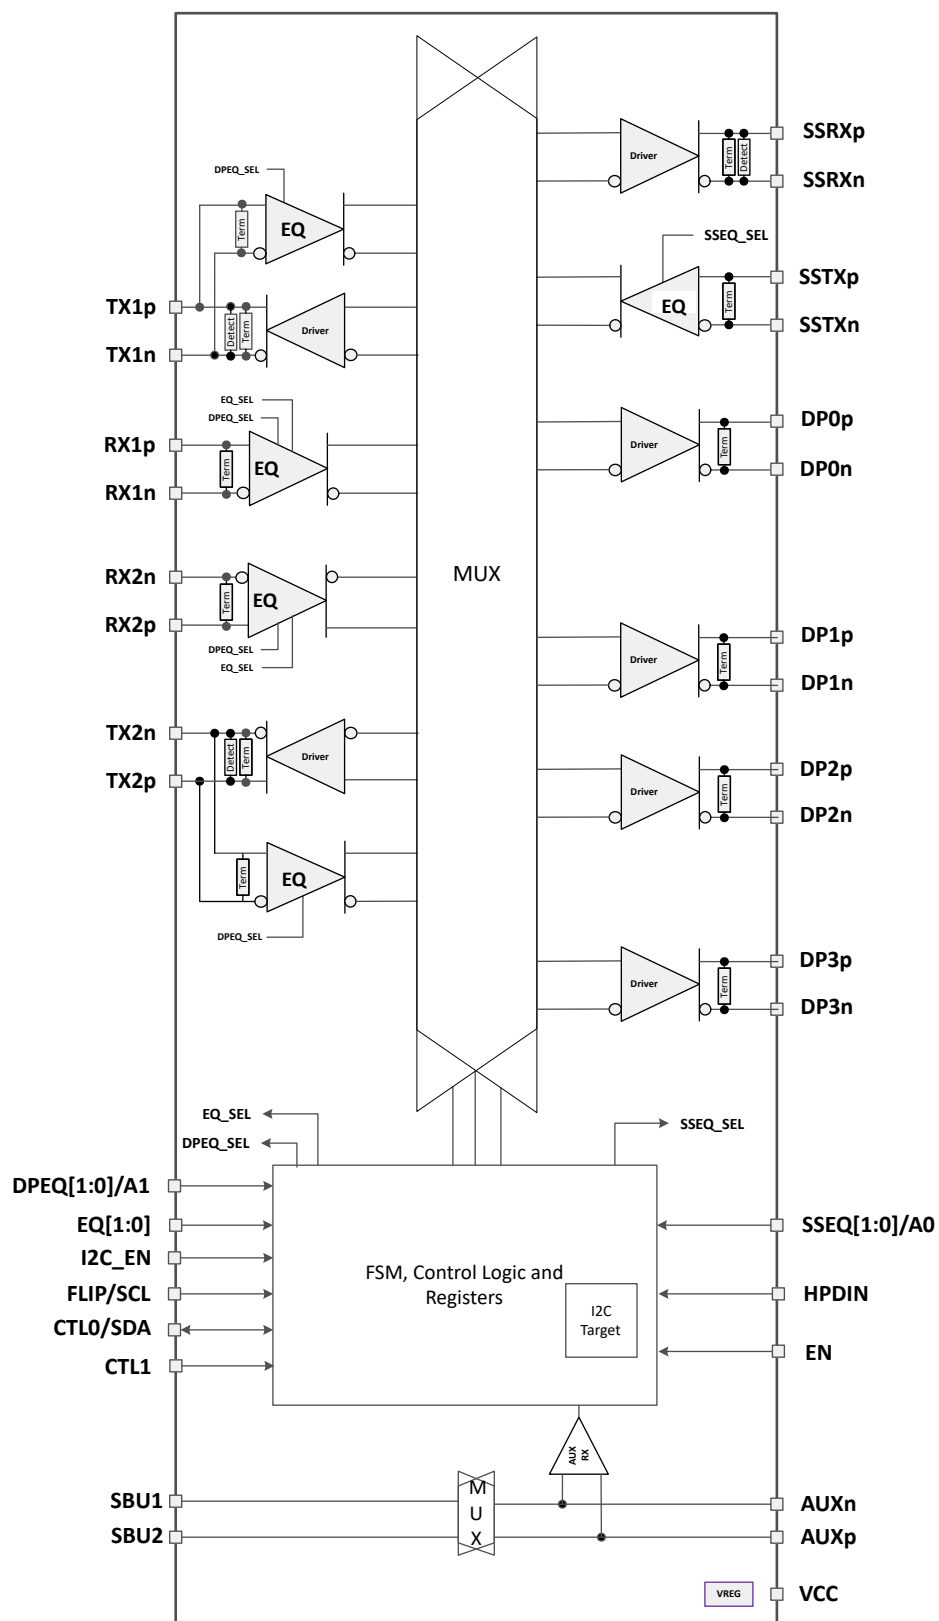 DPEQ_SEL
EQ
Term
TX1p
TX1n
Detect
Term
Driver
EQ_SEL
DPEQ_SEL
RX1p
RX1n
Term
EQ
RX2n
RX2p
Term
EQ
DPEQ_SEL
EQ_SEL
TX2n
TX2p
Detect
Term
Driver
Term
EQ
DPEQ_SEL
MUX
Driver
Term
Detect
SSRXp
SSRXn
SSEQ_SEL
EQ
Term
SSTXp
SSTXn
Driver
Term
DP0p
DP0n
Driver
Term
DP1p
DP1n
Driver
Term
DP2p
DP2n
Driver
Term
DP3p
DP3n
EQ_SEL
DPEQ_SEL
SSEQ_SEL
DPEQ[1:0]/A1
EQ[1:0]
I2C_EN
FLIP/SCL
CTL0/SDA
CTL1
FSM, Control Logic and
Registers
I2C
Target
SSEQ[1:0]/A0
HPDIN
EN
AUX
RX
SBU1
SBU2
M
U
X
AUXn
AUXp
VREG
VCC